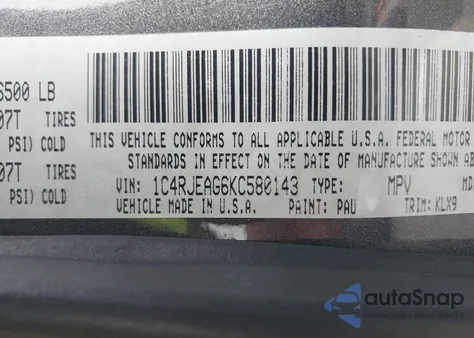 6500 LB
07T TIRES
PSI) COLD
07T TIRES
PSI) COLD
THIS VEHICLE CONFORMS TO ALL APPLICABLE U.S.A. FEDERAL MOTOR
STANDARDS IN EFFECT ON THE DATE OF MANUFACTURE SHOWN AB
VIN: 1C4RJEAG6KC580143 TYPE: MPV
VEHICLE MADE IN U.S.A. PAINT: PAU TRIM: KLX9
autoSnap